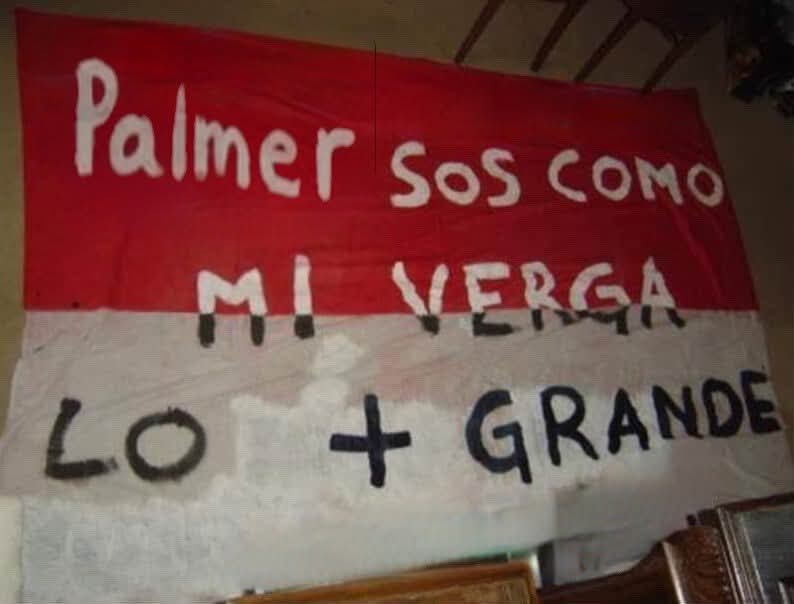 Palmer SOS COMO
MI VERGA
LO + GRANDE